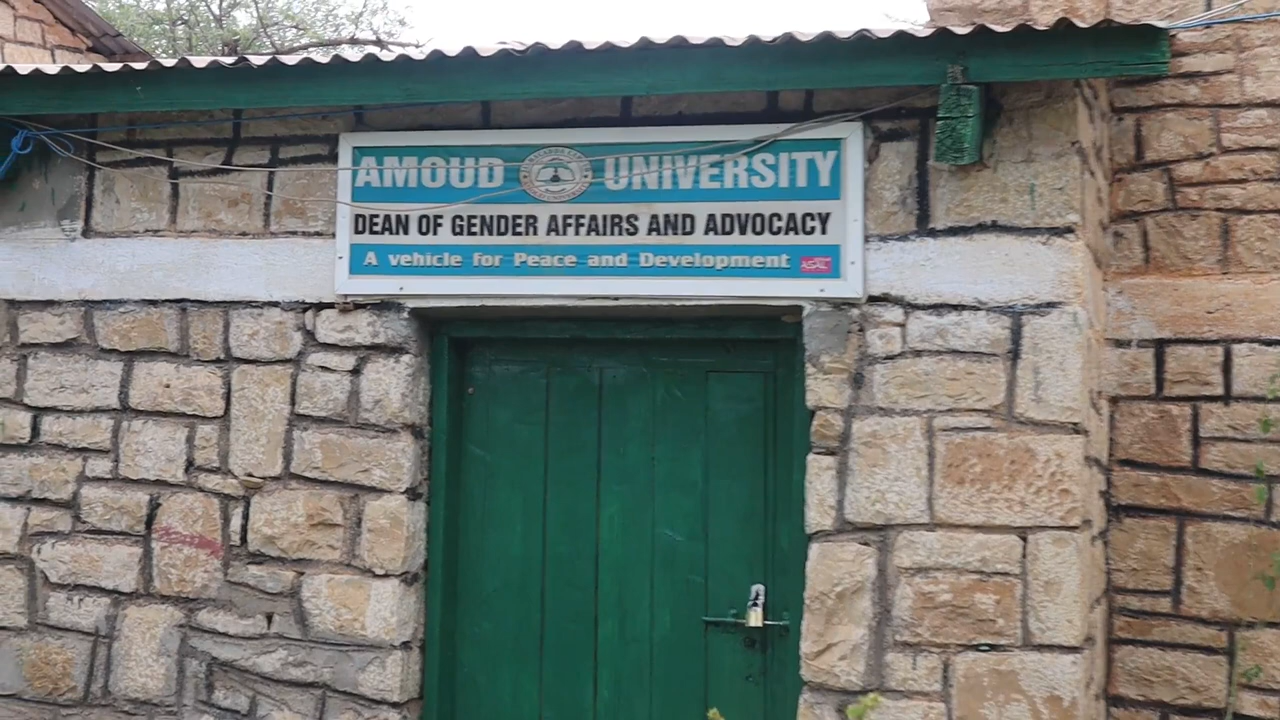 AMOUD UNIVERSITY
DEAN OF GENDER AFFAIRS AND ADVOCACY
A vehicle for Peace and Development